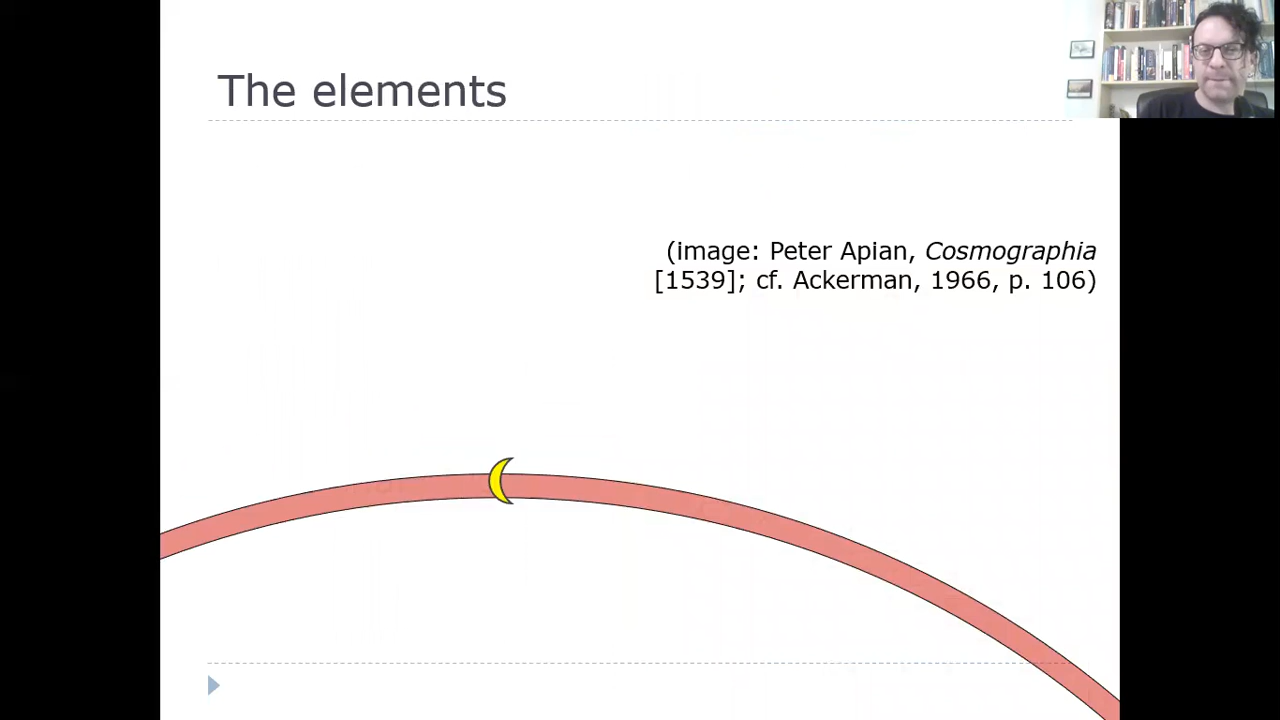 The elements
(image: Peter Apian, Cosmographia
[1539]; cf. Ackerman, 1966, p. 106)